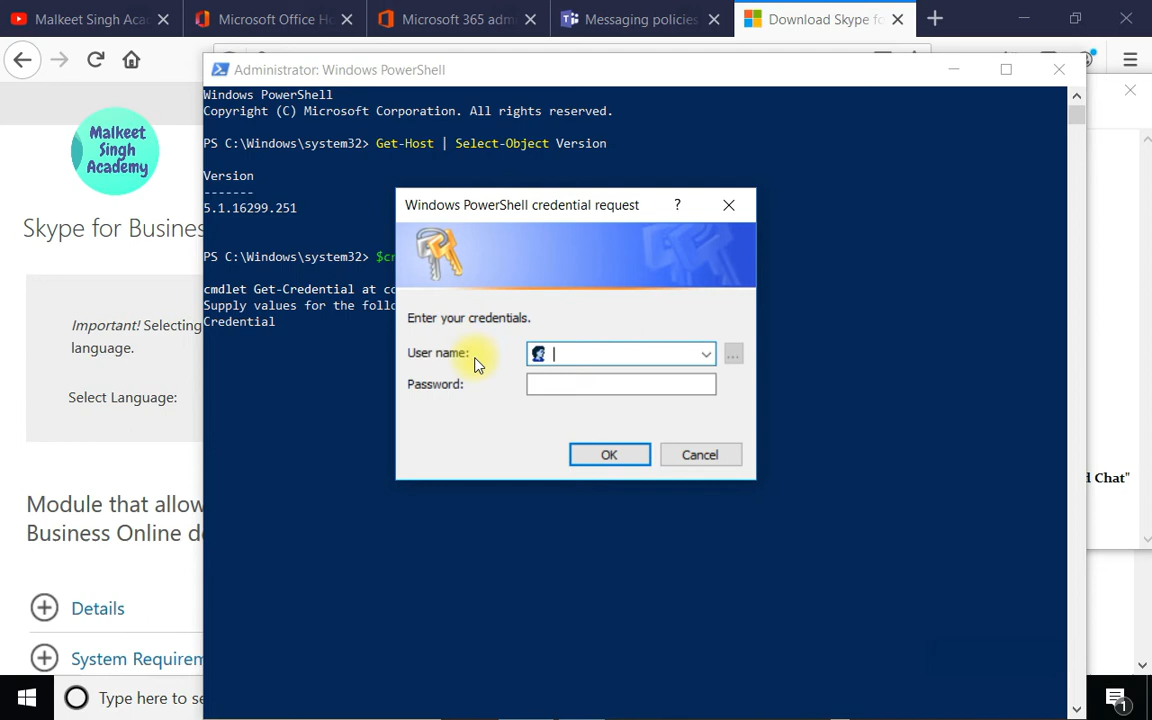 Malkeet Singh Aca
Microsoft Office Ho
Microsoft 365 adm
Messaging policies
Download Skype fo
Administrator: Windows PowerShell
Windows PowerShell
Copyright (C) Microsoft Corporation. All rights reserved.
PS C:\Windows\system32> Get-Host | Select-Object Version
Version
-------
5.1.16299.251
PS C:\Windows\system32> $cr
cmdlet Get-Credential at co
Supply values for the follo
Credential
Windows PowerShell credential request
?
Enter your credentials.
User name:
Password:
...
OK
Cancel
Malkeet
Singh
Academy
Skype for Busines
Important! Selecting
language.
Select Language:
Module that allow
Business Online d
Details
System Requirem
d Chat"
Type here to se
1